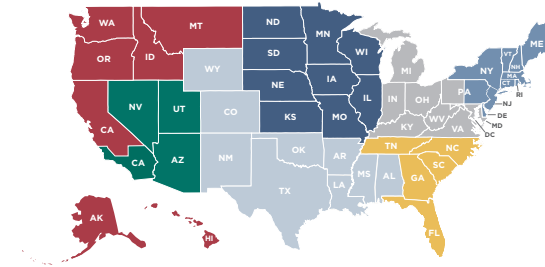 WA
MT
ND
MN
ME
OR
ID
SD
WI
VT
NH
NY
MA
CT
RI
WY
IA
MI
PA
NJ
NE
IL
IN
OH
DE
NV
UT
CO
KS
MO
KY
WV
VA
MD
DC
CA
CA
AZ
NM
OK
AR
TN
NC
SC
TX
LA
MS
AL
GA
FL
AK
HI